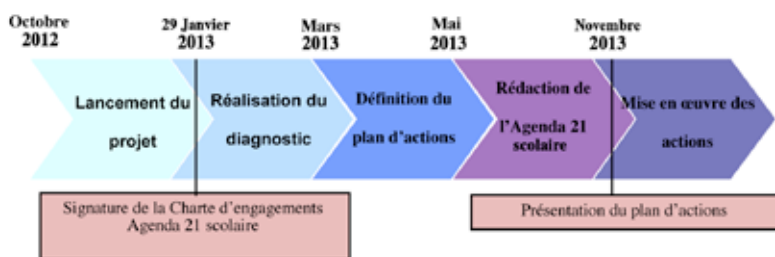 Octobre
2012
29 Janvier
2013
Mars
2013
Mai
2013
Novembre
2013
Lancement du
projet
Réalisation du
diagnostic
Définition du
plan d'actions
Rédaction de
l'Agenda 21
scolaire
Mise en œuvre des
actions
Signature de la Charte d'engagements
Agenda 21 scolaire
Présentation du plan d'actions